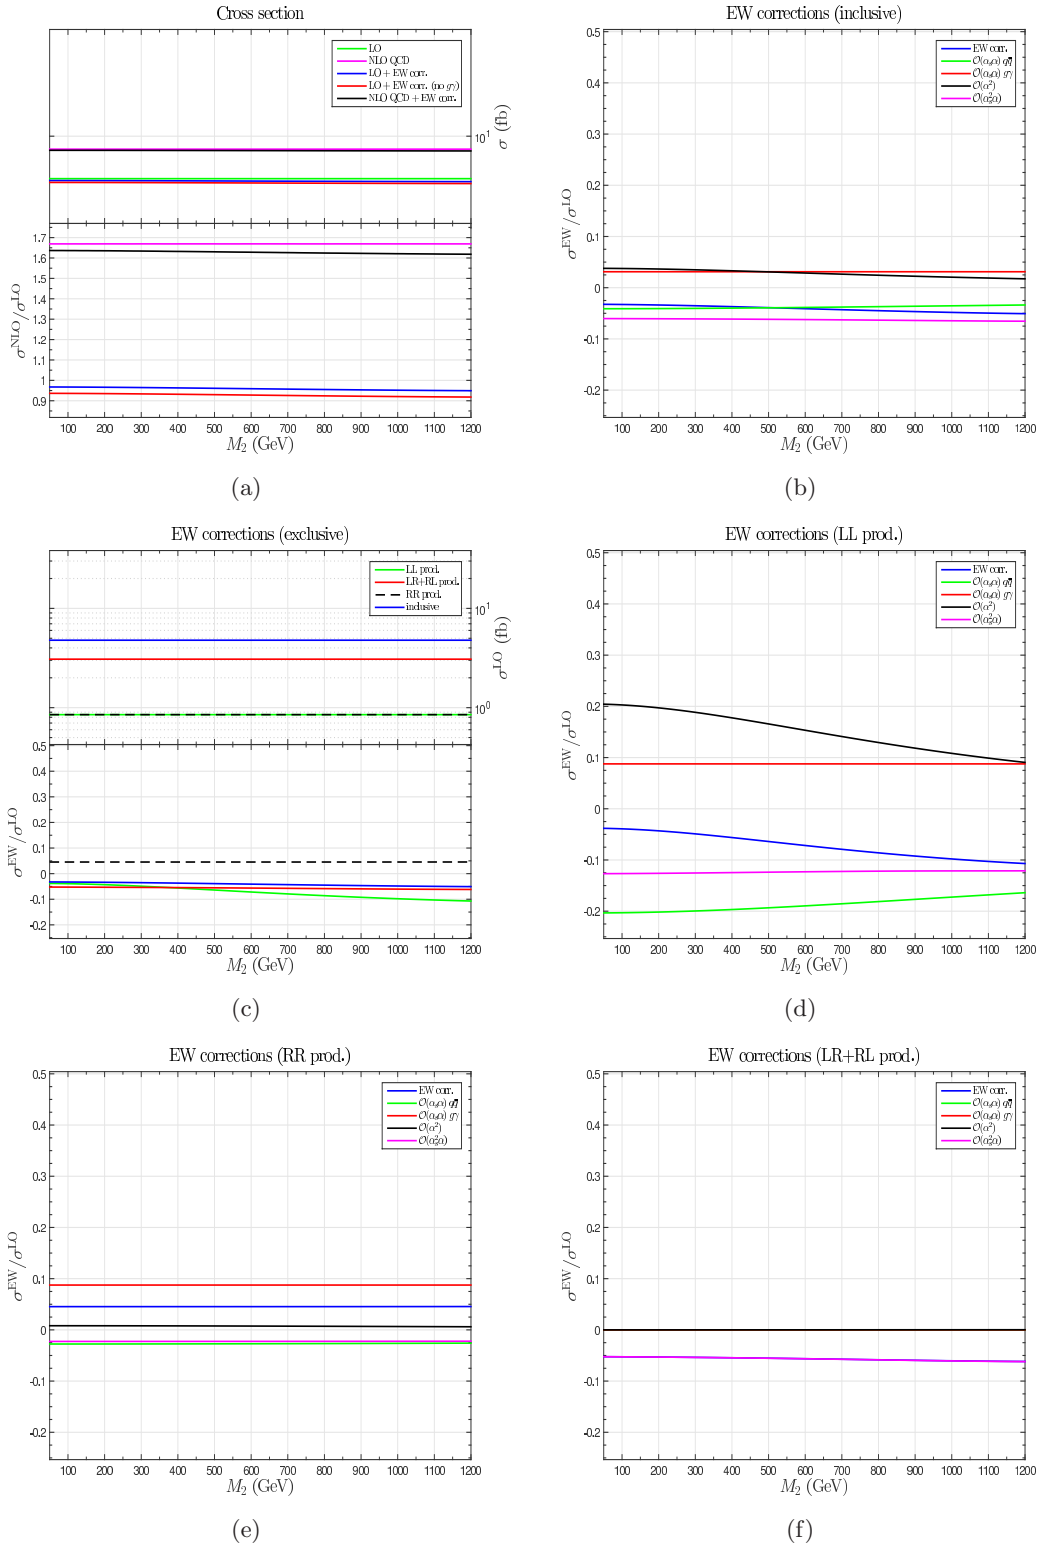 Cross section
LO
NLO QCD
LO + EW corr.
LO + EW corr. (no gγ)
NLO QCD + EW corr.
10¹
σ (fb)
1.7
1.6
1.5
1.4
1.3
1.2
1.1
1
0.9
σ^NLO/σ^LO
100 200 300 400 500 600 700 800 900 1000 1100 1200
M₂ (GeV)
(a)
EW corrections (inclusive)
EW corr.
O(αₛα) qq̄
O(αₛα) gγ
O(α²)
O(αₛ²α)
0.5
0.4
0.3
0.2
0.1
0
-0.1
-0.2
σ^EW/σ^LO
100 200 300 400 500 600 700 800 900 1000 1100 1200
M₂ (GeV)
(b)
EW corrections (exclusive)
LL prod.
LR+RL prod.
RR prod.
inclusive
10¹
10⁰
σ^LO (fb)
0.5
0.4
0.3
0.2
0.1
0
-0.1
-0.2
σ^EW/σ^LO
100 200 300 400 500 600 700 800 900 1000 1100 1200
M₂ (GeV)
(c)
EW corrections (LL prod.)
EW corr.
O(αₛα) qq̄
O(αₛα) gγ
O(α²)
O(αₛ²α)
0.5
0.4
0.3
0.2
0.1
0
-0.1
-0.2
σ^EW/σ^LO
100 200 300 400 500 600 700 800 900 1000 1100 1200
M₂ (GeV)
(d)
EW corrections (RR prod.)
EW corr.
O(αₛα) qq̄
O(αₛα) gγ
O(α²)
O(αₛ²α)
0.5
0.4
0.3
0.2
0.1
0
-0.1
-0.2
σ^EW/σ^LO
100 200 300 400 500 600 700 800 900 1000 1100 1200
M₂ (GeV)
(e)
EW corrections (LR+RL prod.)
EW corr.
O(αₛα) qq̄
O(αₛα) gγ
O(α²)
O(αₛ²α)
0.5
0.4
0.3
0.2
0.1
0
-0.1
-0.2
σ^EW/σ^LO
100 200 300 400 500 600 700 800 900 1000 1100 1200
M₂ (GeV)
(f)